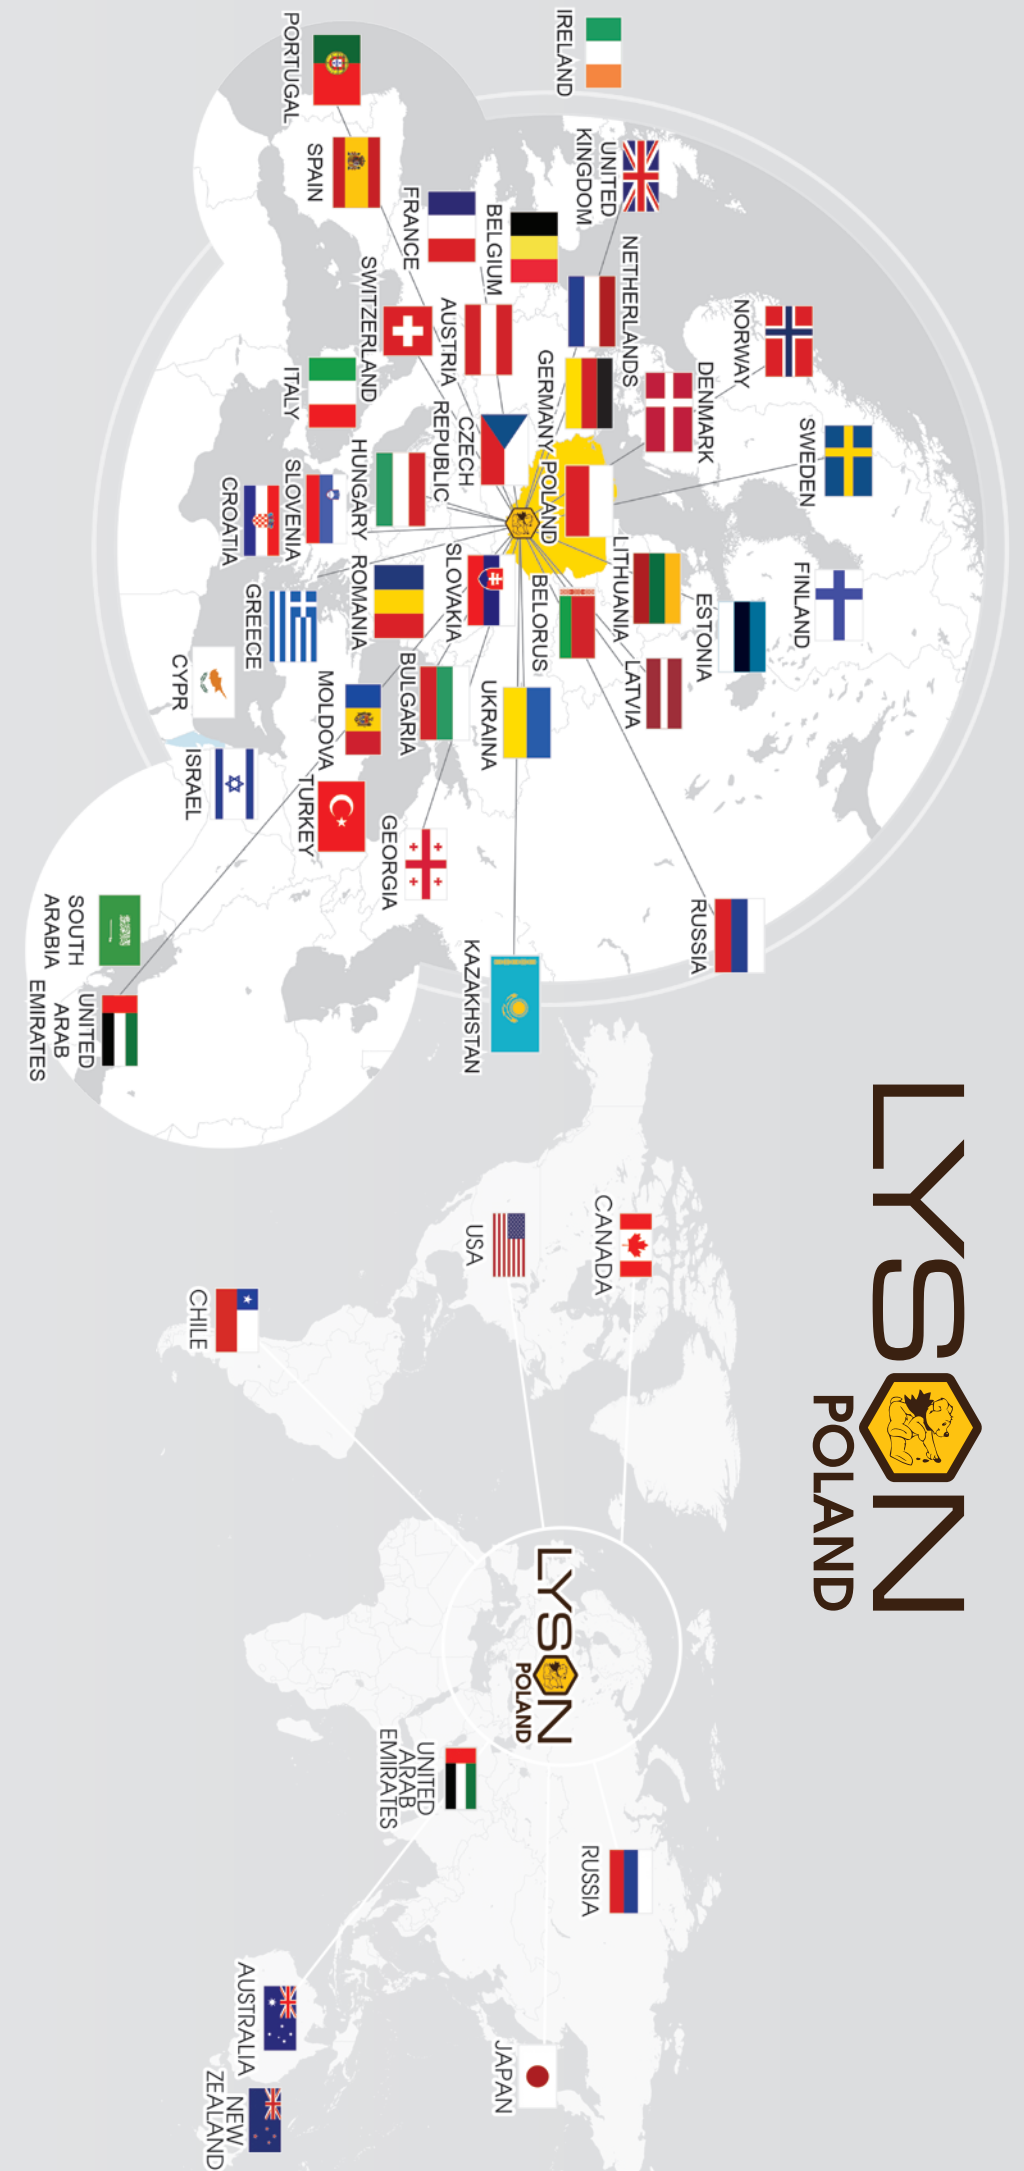 LYSON
POLAND
IRELAND
UNITED
KINGDOM
NORWAY
SWEDEN
FINLAND
NETHERLANDS
DENMARK
ESTONIA
LATVIA
LITHUANIA
RUSSIA
PORTUGAL
SPAIN
FRANCE
BELGIUM
GERMANY
POLAND
BELORUS
SWITZERLAND
AUSTRIA
CZECH
REPUBLIC
SLOVAKIA
UKRAINA
KAZAKHSTAN
ITALY
SLOVENIA
CROATIA
HUNGARY
ROMANIA
BULGARIA
MOLDOVA
GEORGIA
GREECE
TURKEY
CYPR
ISRAEL
SOUTH
ARABIA
UNITED
ARAB
EMIRATES
CANADA
USA
CHILE
LYSON
POLAND
UNITED
ARAB
EMIRATES
RUSSIA
JAPAN
AUSTRALIA
NEW
ZEALAND